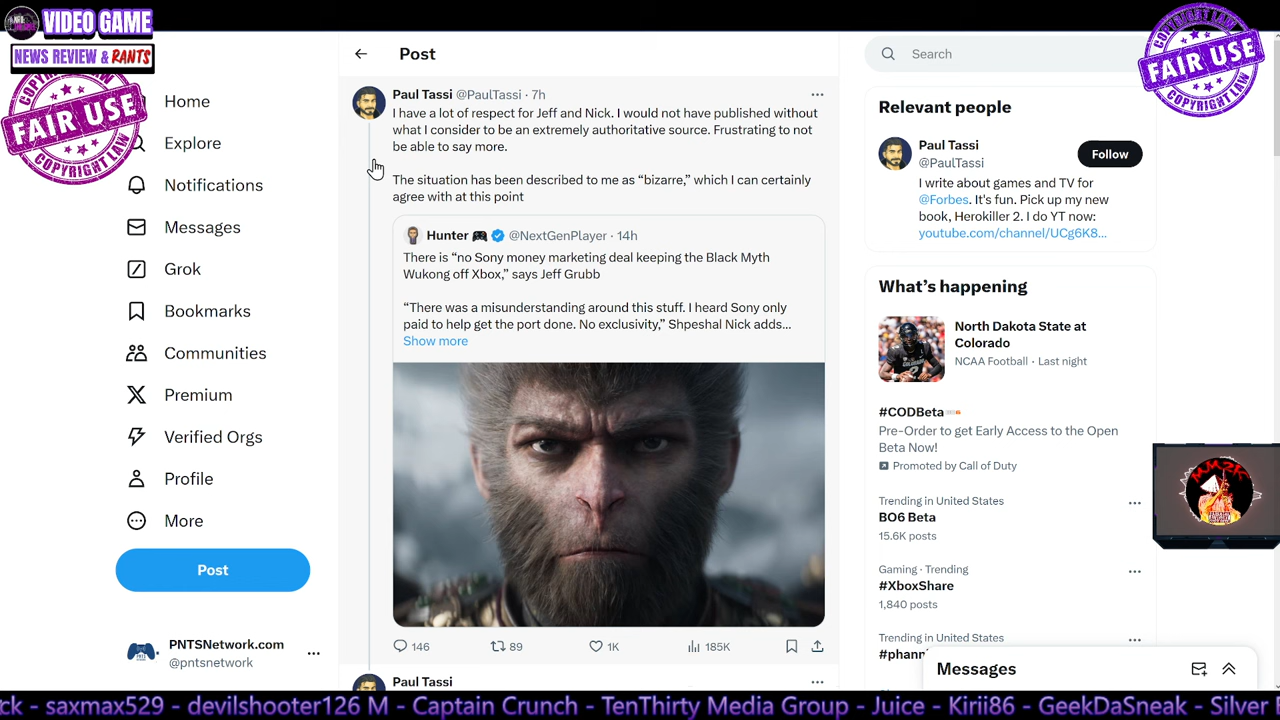 VIDEO GAME
NEWS REVIEW & RANTS
COPYRIGHT LAW
FAIR USE
COPYRIGHT LAW
Home
Explore
Notifications
Messages
Grok
Bookmarks
Communities
Premium
Verified Orgs
Profile
More
Post
PNTSNetwork.com
@pntsnetwork
Post
Paul Tassi @PaulTassi · 7h
I have a lot of respect for Jeff and Nick. I would not have published without
what I consider to be an extremely authoritative source. Frustrating to not
be able to say more.
The situation has been described to me as “bizarre,” which I can certainly
agree with at this point
Hunter @NextGenPlayer · 14h
There is “no Sony money marketing deal keeping the Black Myth
Wukong off Xbox,” says Jeff Grubb
“There was a misunderstanding around this stuff. I heard Sony only
paid to help get the port done. No exclusivity,” Shpeshal Nick adds...
Show more
146 89 1K 185K
Paul Tassi
Search
COPYRIGHT LAW
FAIR USE
COPYRIGHT LAW
Relevant people
Paul Tassi
@PaulTassi
Follow
I write about games and TV for
@Forbes. It's fun. Pick up my new
book, Herokiller 2. I do YT now:
youtube.com/channel/UCg6K8...
What’s happening
North Dakota State at
Colorado
NCAA Football · Last night
#CODBeta
Pre-Order to get Early Access to the Open
Beta Now!
Promoted by Call of Duty
Trending in United States
BO6 Beta
15.6K posts
Gaming · Trending
#XboxShare
1,840 posts
Trending in United States
MM2K
Messages
ck - saxmax529 - devilshooter126 M - Captain Crunch - TenThirty Media Group - Juice - Kirii86 - GeekDaSneak - Silver